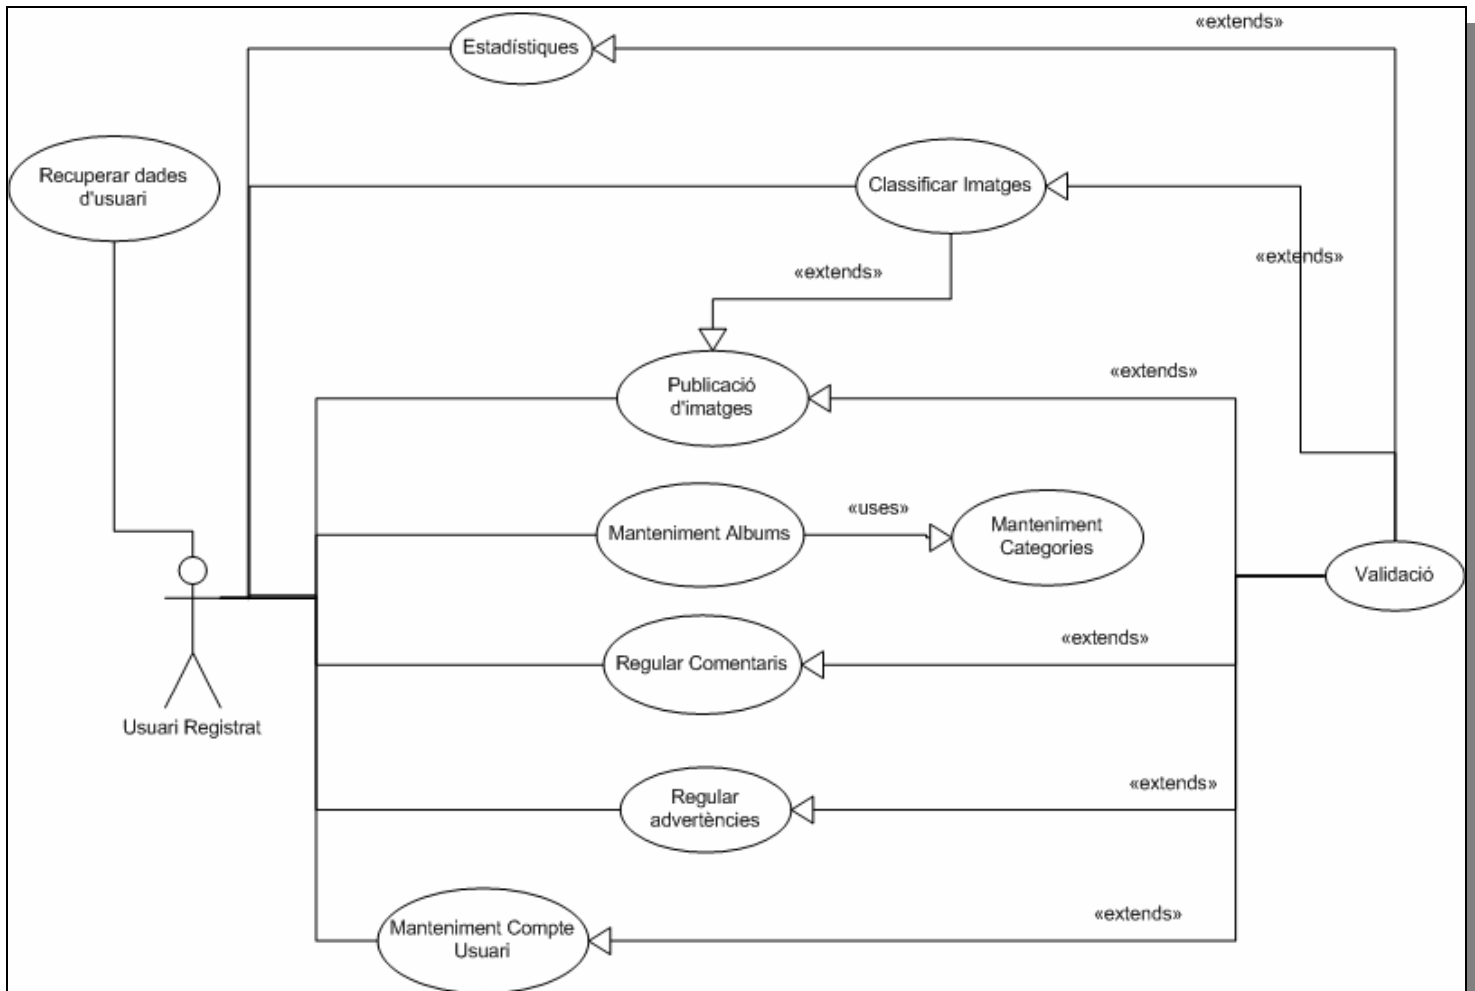 «extends»
Estadístiques
Recuperar dades
d'usuari
Classificar Imatges
«extends»
«extends»
Publicació
d'imatges
«extends»
Manteniment Albums
«uses»
Manteniment
Categories
Validació
«extends»
Regular Comentaris
Usuari Registrat
Regular
advertències
«extends»
Manteniment Compte
Usuari
«extends»